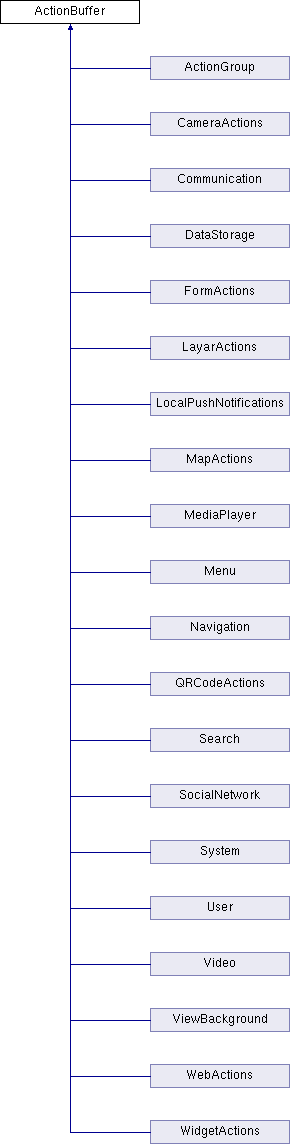 ActionBuffer
ActionGroup
CameraActions
Communication
DataStorage
FormActions
LayarActions
LocalPushNotifications
MapActions
MediaPlayer
Menu
Navigation
QRCodeActions
Search
SocialNetwork
System
User
Video
ViewBackground
WebActions
WidgetActions